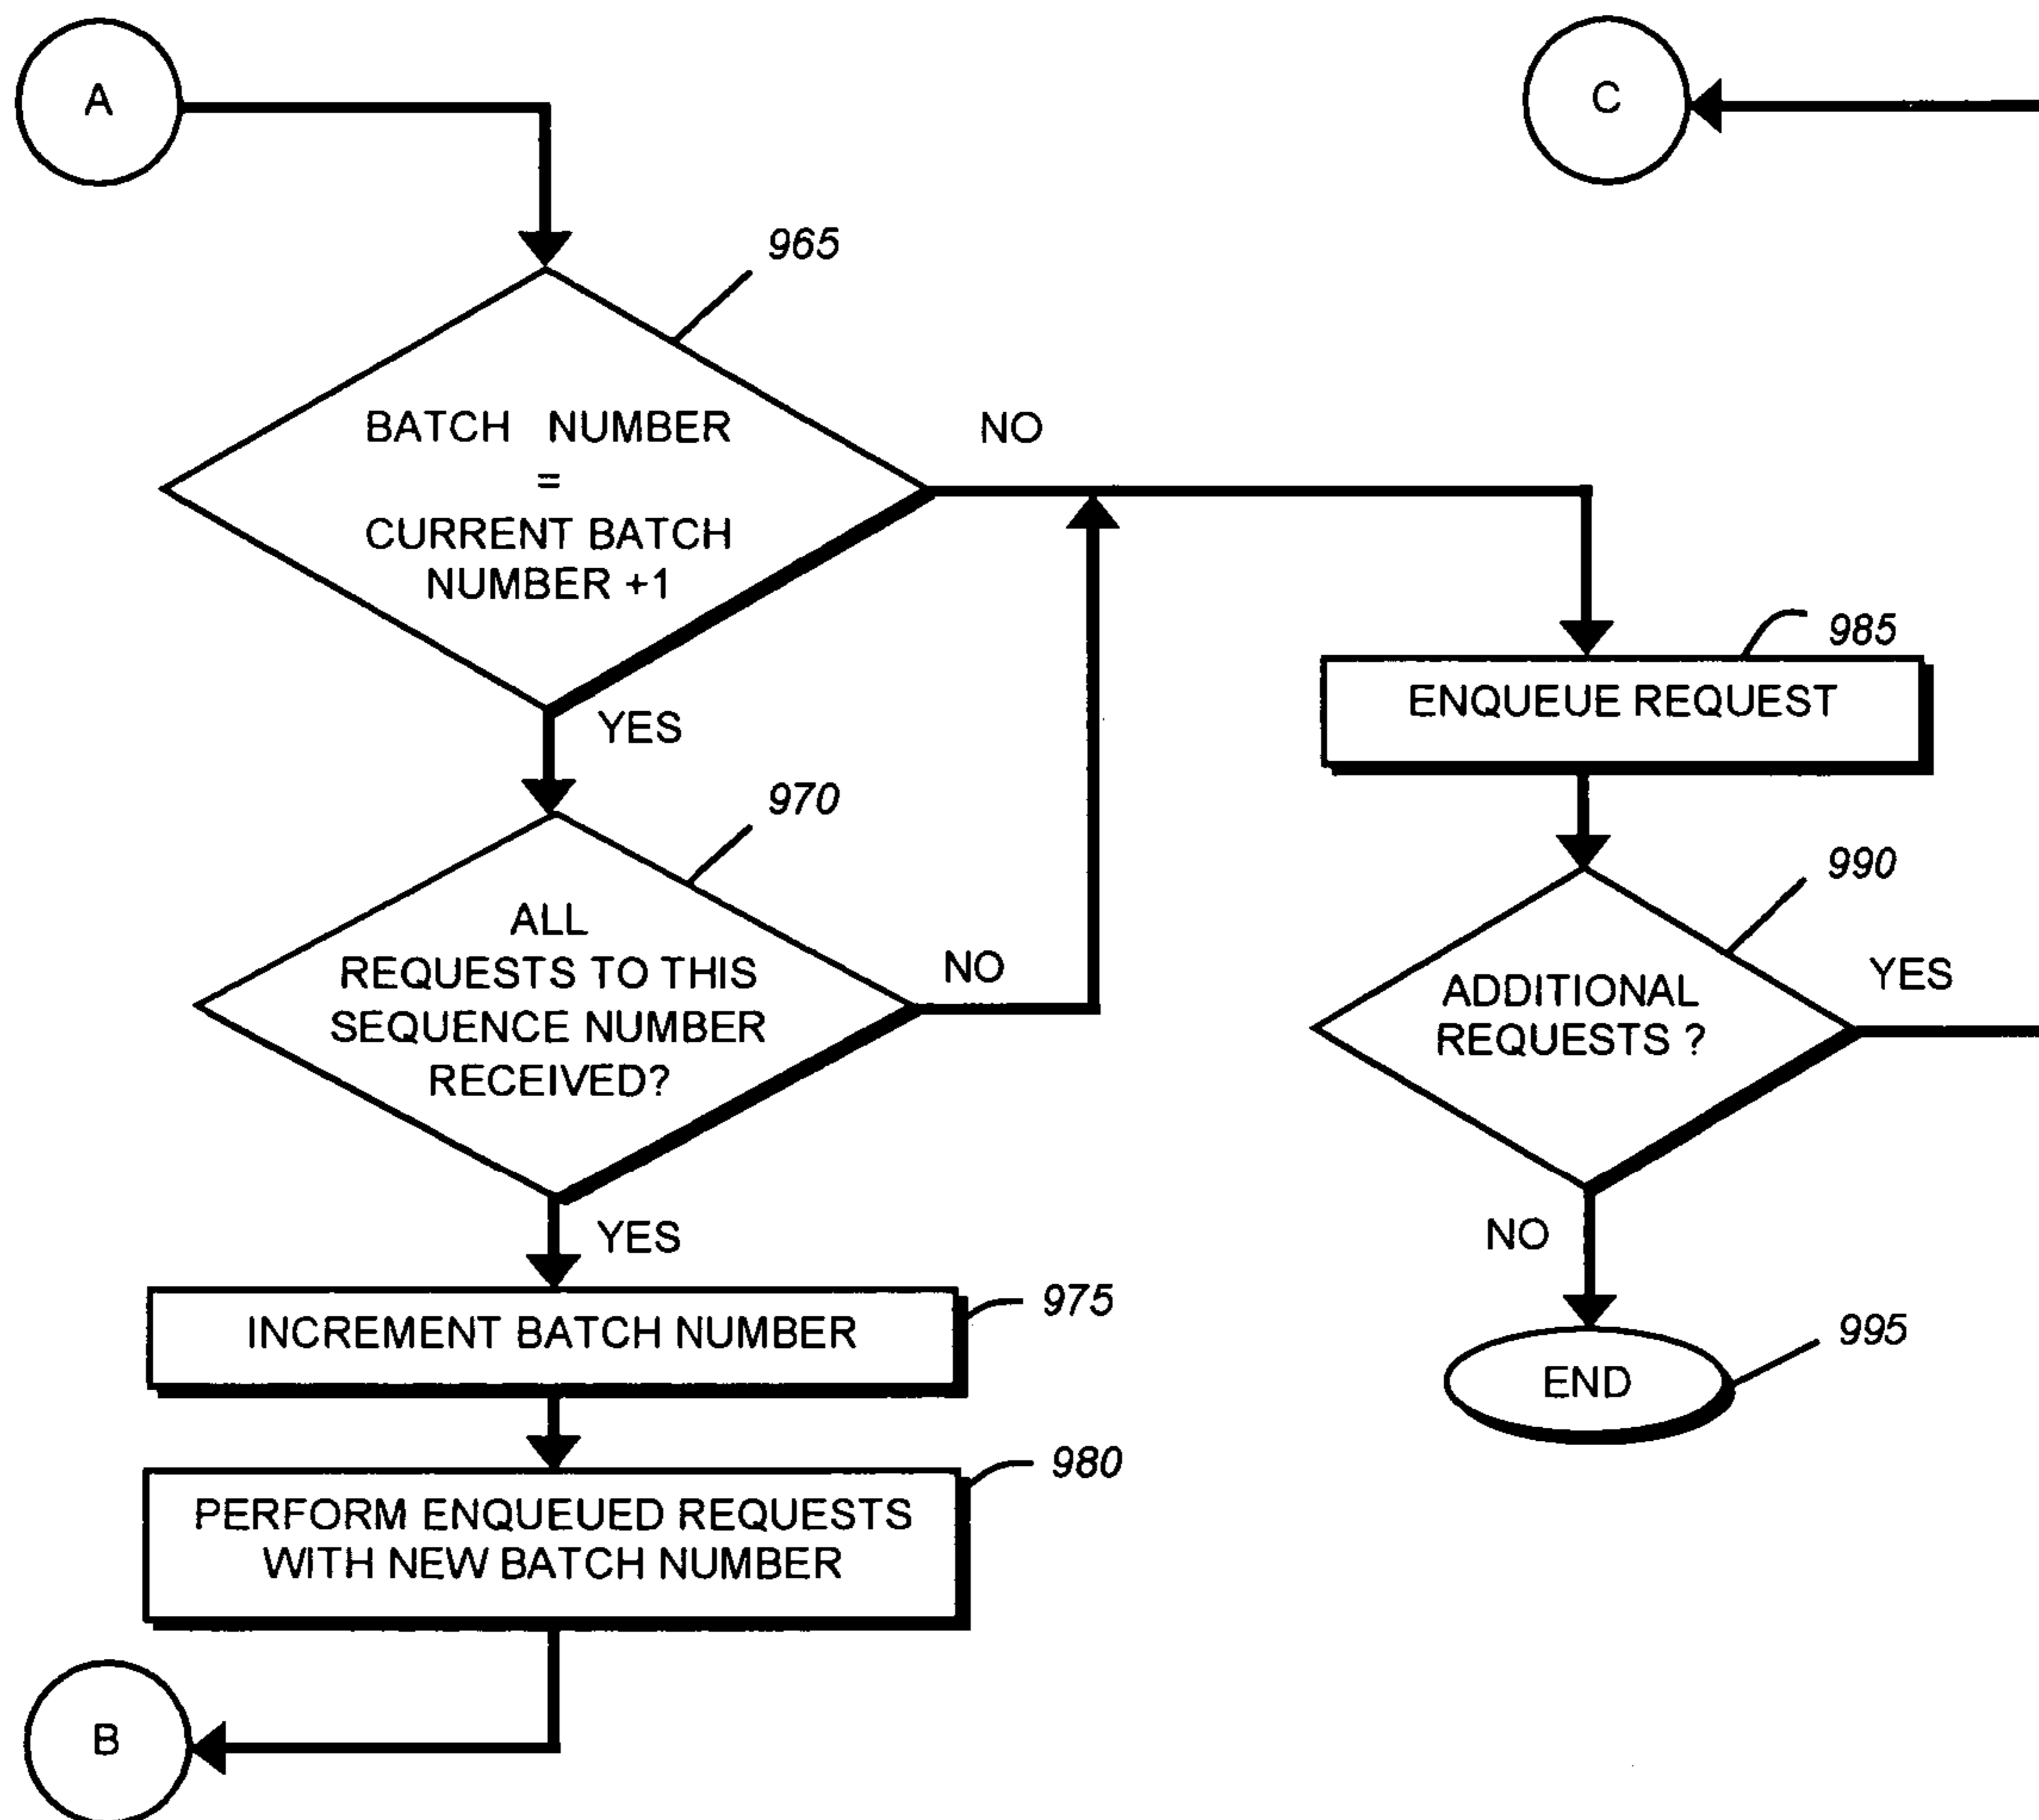 A
C
965
BATCH NUMBER
=
CURRENT BATCH
NUMBER +1
NO
YES
970
ALL
REQUESTS TO THIS
SEQUENCE NUMBER
RECEIVED?
NO
YES
INCREMENT BATCH NUMBER
975
PERFORM ENQUEUED REQUESTS
WITH NEW BATCH NUMBER
980
B
985
ENQUEUE REQUEST
990
ADDITIONAL
REQUESTS ?
YES
NO
END
995